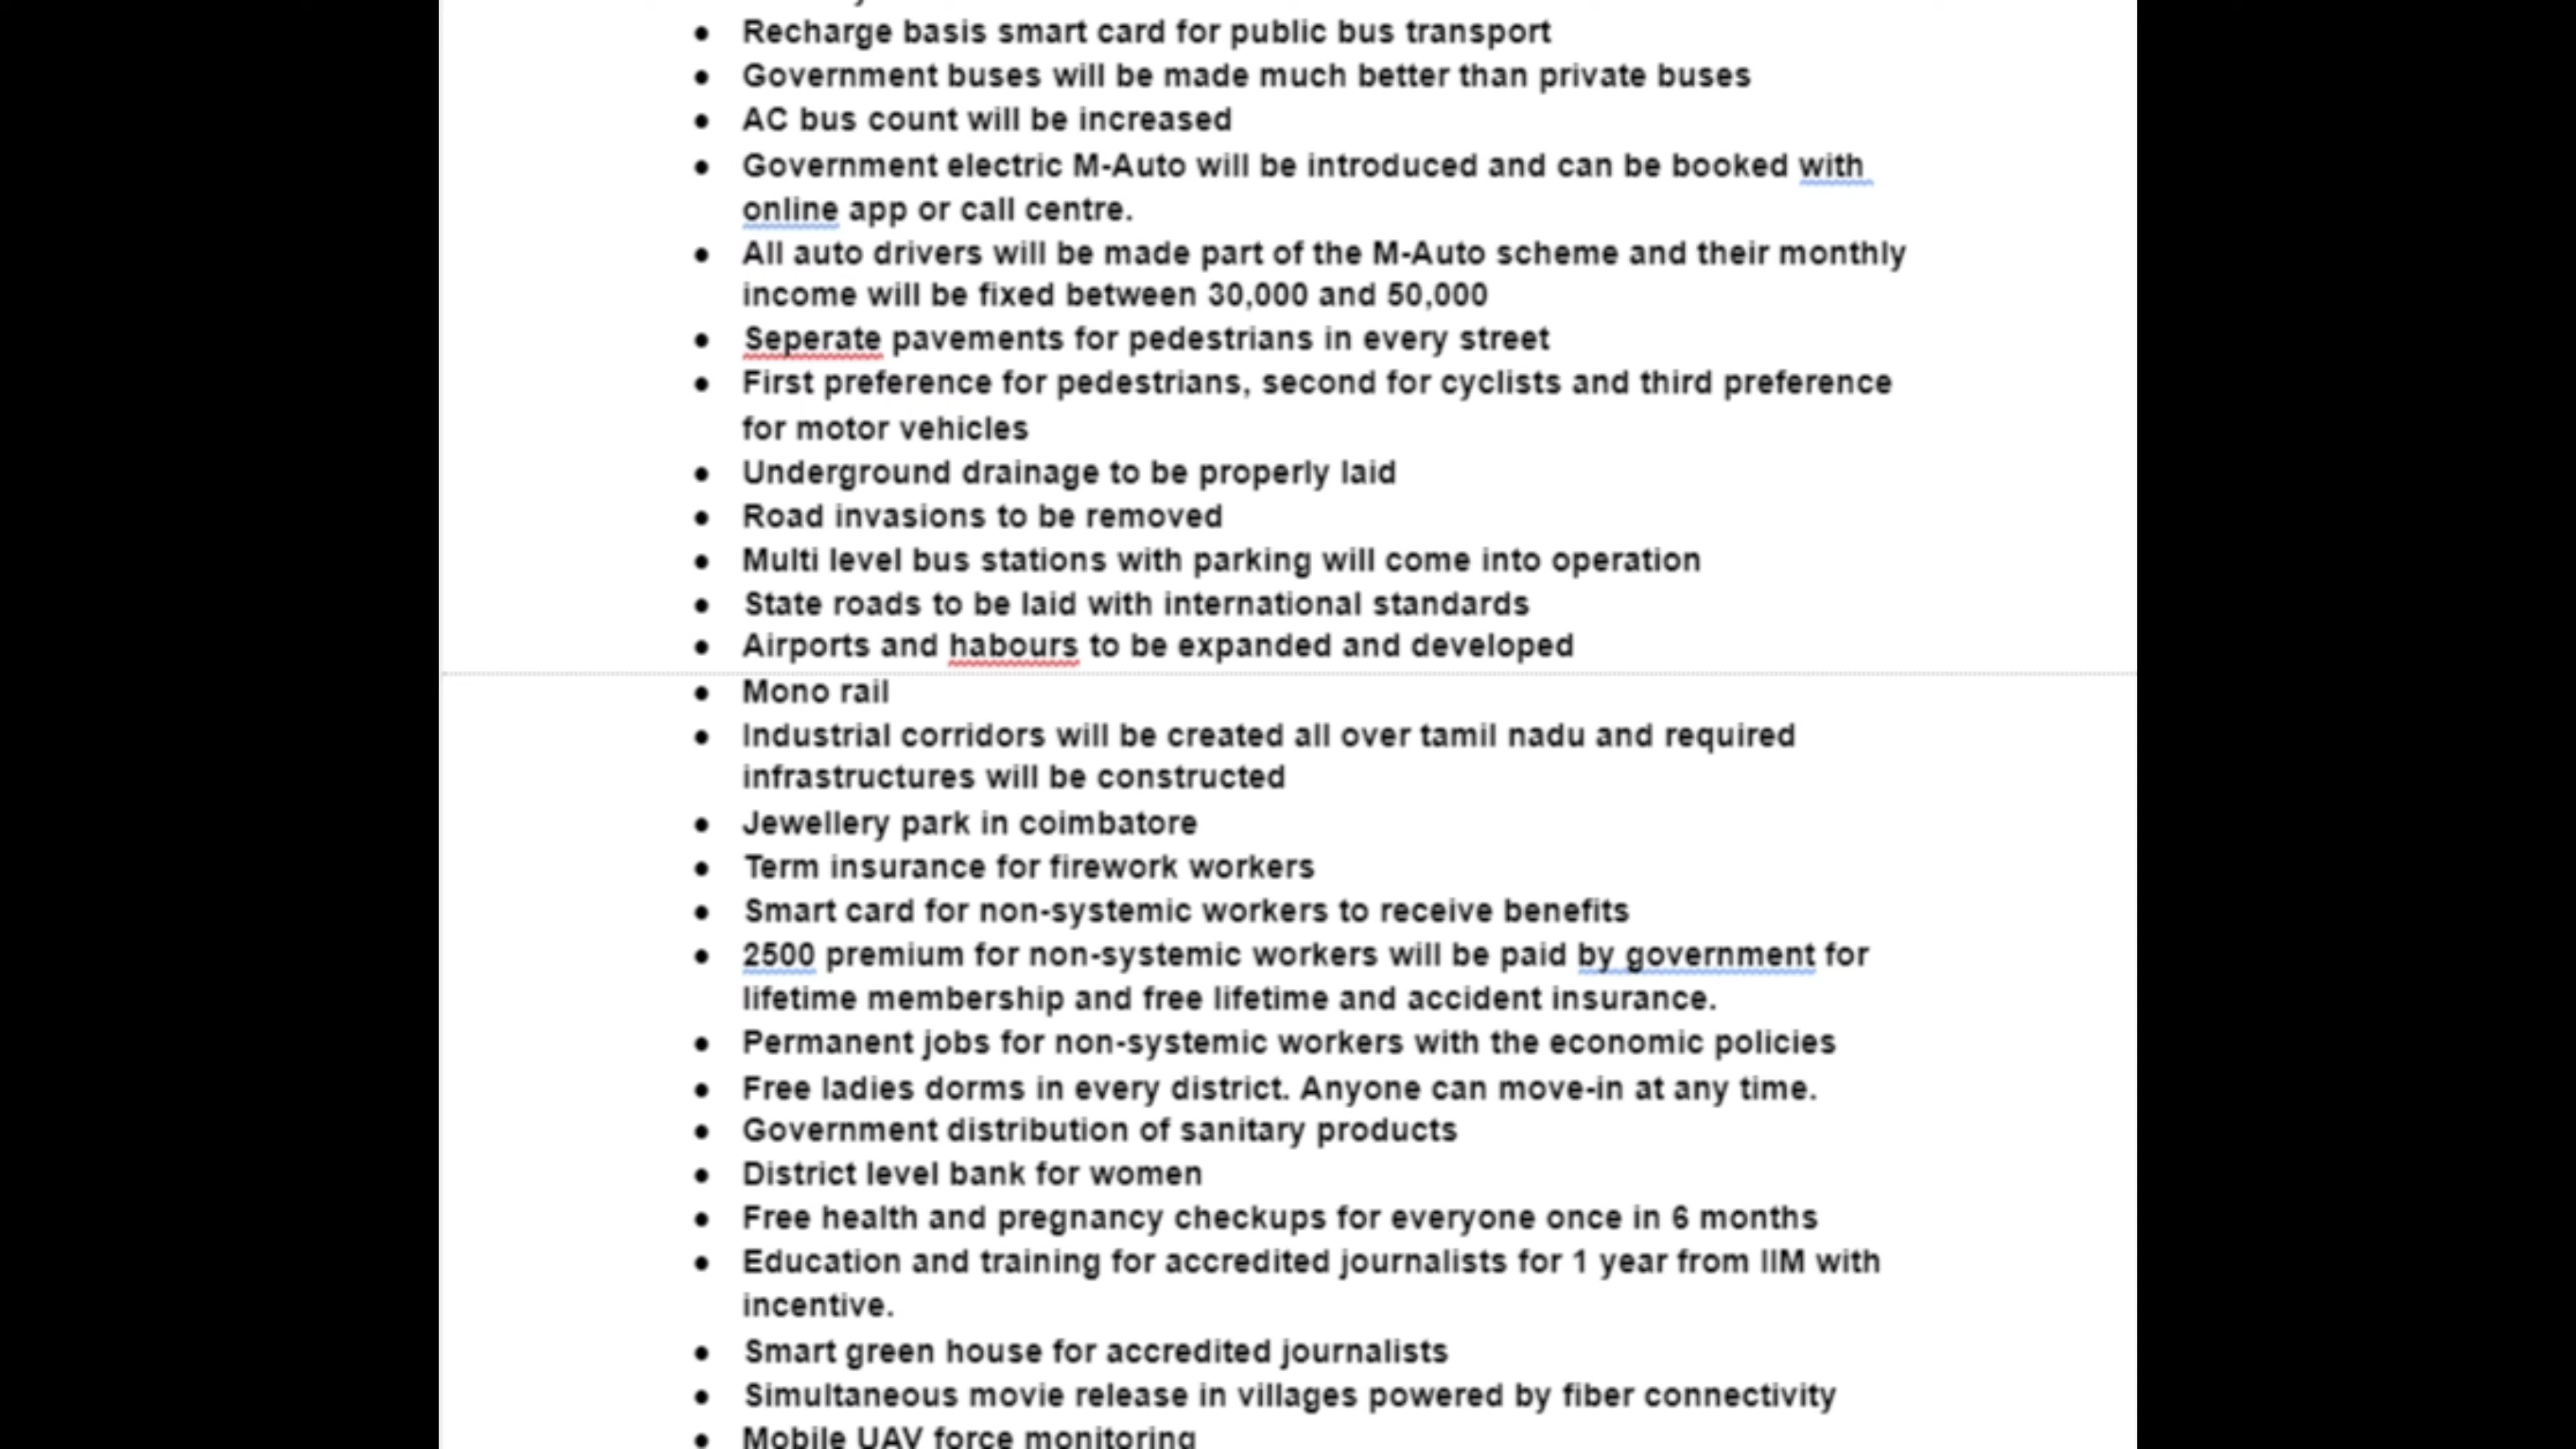 ● Recharge basis smart card for public bus transport
● Government buses will be made much better than private buses
● AC bus count will be increased
● Government electric M-Auto will be introduced and can be booked with
online app or call centre.
● All auto drivers will be made part of the M-Auto scheme and their monthly
income will be fixed between 30,000 and 50,000
● Seperate pavements for pedestrians in every street
● First preference for pedestrians, second for cyclists and third preference
for motor vehicles
● Underground drainage to be properly laid
● Road invasions to be removed
● Multi level bus stations with parking will come into operation
● State roads to be laid with international standards
● Airports and habours to be expanded and developed
● Mono rail
● Industrial corridors will be created all over tamil nadu and required
infrastructures will be constructed
● Jewellery park in coimbatore
● Term insurance for firework workers
● Smart card for non-systemic workers to receive benefits
● 2500 premium for non-systemic workers will be paid by government for
lifetime membership and free lifetime and accident insurance.
● Permanent jobs for non-systemic workers with the economic policies
● Free ladies dorms in every district. Anyone can move-in at any time.
● Government distribution of sanitary products
● District level bank for women
● Free health and pregnancy checkups for everyone once in 6 months
● Education and training for accredited journalists for 1 year from IIM with
incentive.
● Smart green house for accredited journalists
● Simultaneous movie release in villages powered by fiber connectivity
● Mobile UAV force monitoring